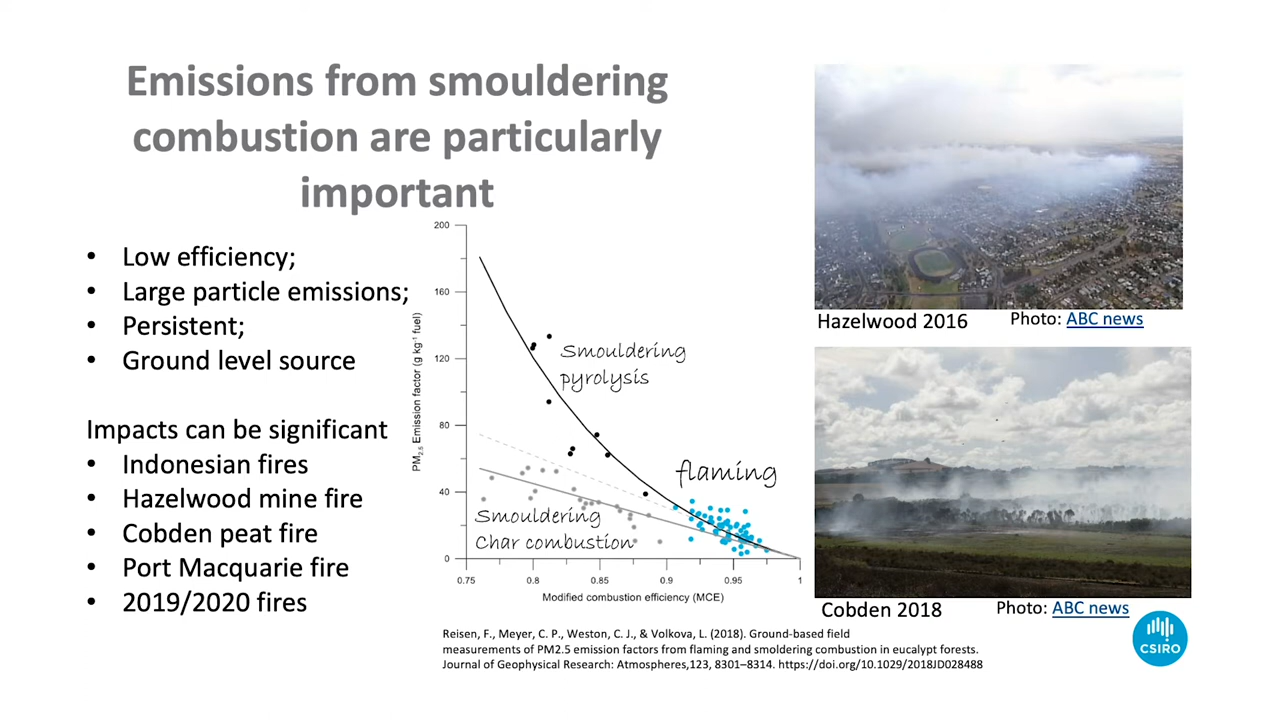 Emissions from smouldering
combustion are particularly
important
• Low efficiency;
• Large particle emissions;
• Persistent;
• Ground level source
Impacts can be significant
• Indonesian fires
• Hazelwood mine fire
• Cobden peat fire
• Port Macquarie fire
• 2019/2020 fires
200
160
120
80
40
0
PM2.5 Emission factor (g kg-1 fuel)
Smouldering
pyrolysis
flaming
Smouldering
Char combustion
0.75 0.8 0.85 0.9 0.95 1
Modified combustion efficiency (MCE)
Reisen, F., Meyer, C. P., Weston, C. J., & Volkova, L. (2018). Ground-based field
measurements of PM2.5 emission factors from flaming and smoldering combustion in eucalypt forests.
Journal of Geophysical Research: Atmospheres,123, 8301–8314. https://doi.org/10.1029/2018JD028488
Hazelwood 2016 Photo: ABC news
Cobden 2018 Photo: ABC news
CSIRO